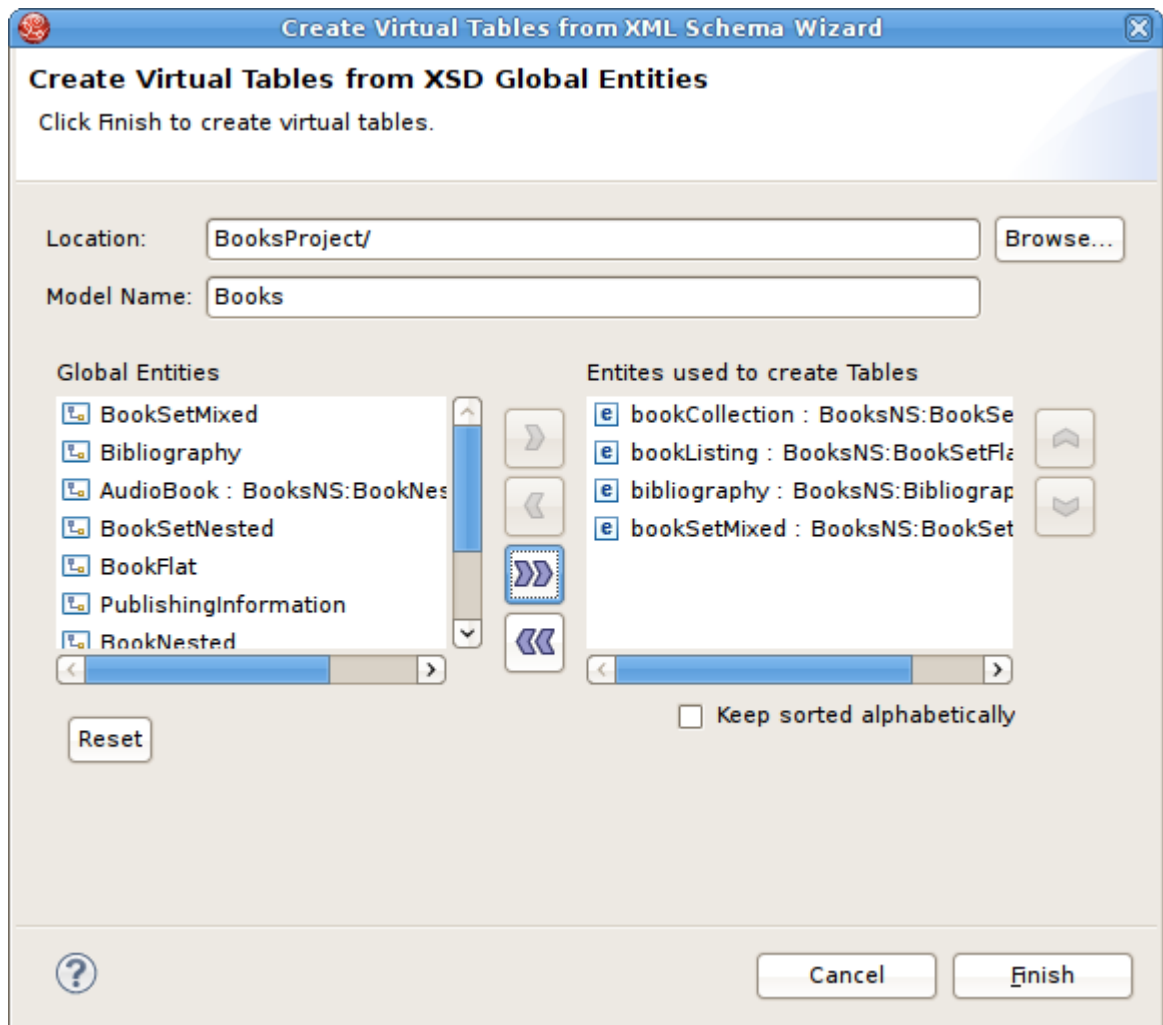 Create Virtual Tables from XML Schema Wizard
Create Virtual Tables from XSD Global Entities
Click Finish to create virtual tables.
Location: BooksProject/ Browse...
Model Name: Books
Global Entities
BookSetMixed
Bibliography
AudioBook : BooksNS:BookNes
BookSetNested
BookFlat
PublishingInformation
BookNested
Entites used to create Tables
bookCollection : BooksNS:BookSe
bookListing : BooksNS:BookSetFla
bibliography : BooksNS:Bibliograp
bookSetMixed : BooksNS:BookSet
Keep sorted alphabetically
Reset
Cancel Finish